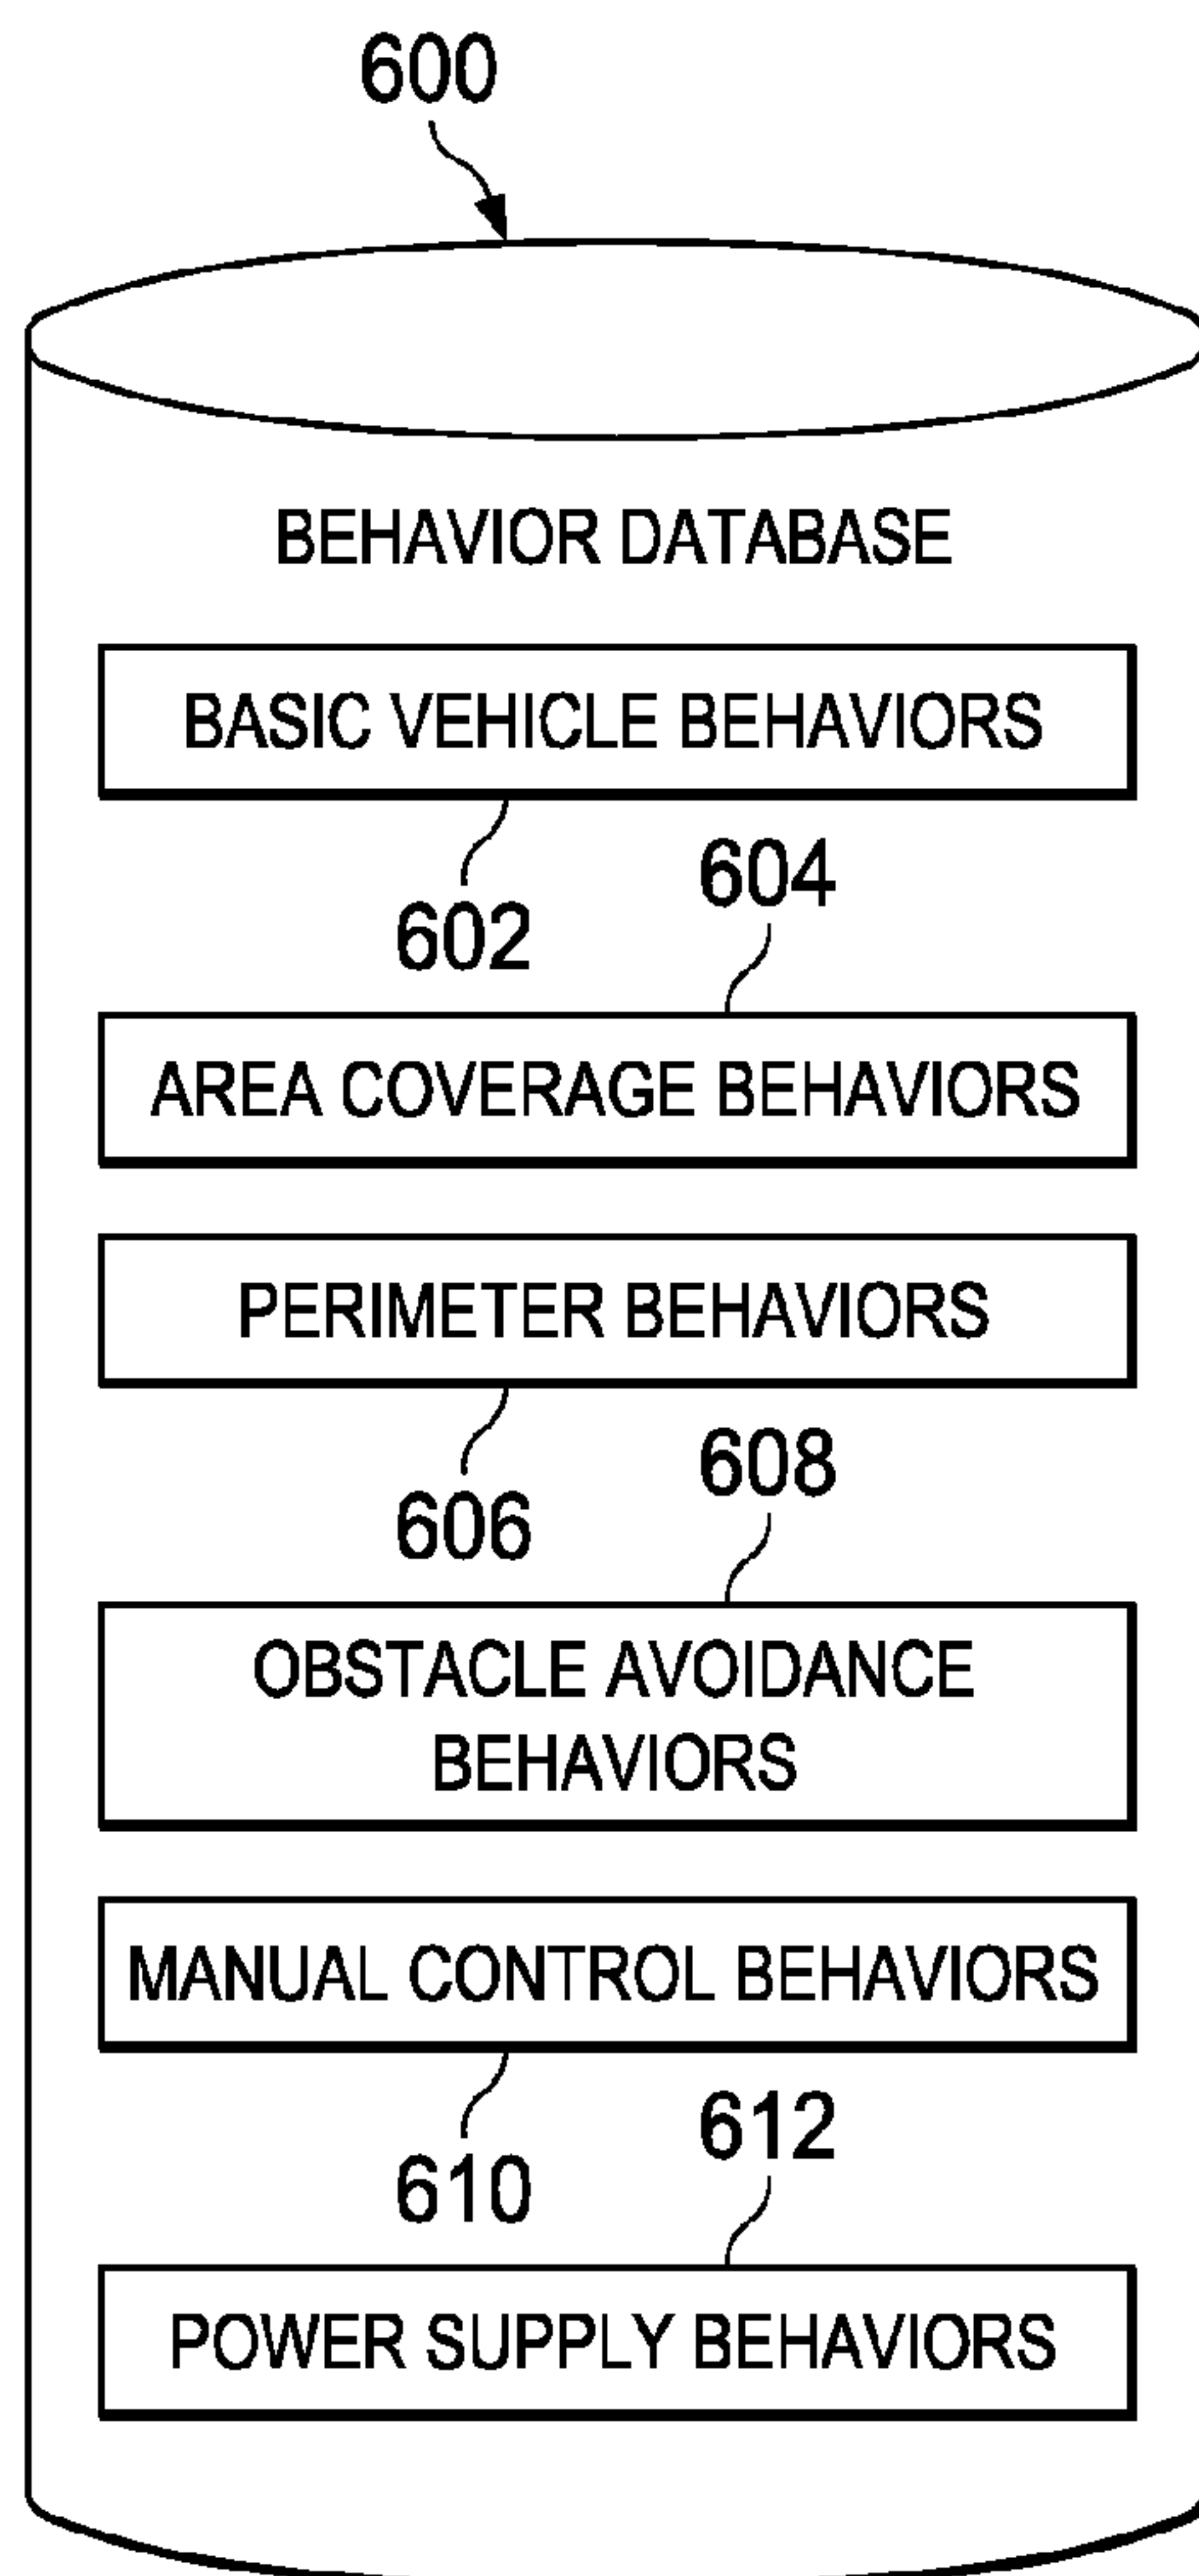 600
BEHAVIOR DATABASE
BASIC VEHICLE BEHAVIORS
602
604
AREA COVERAGE BEHAVIORS
PERIMETER BEHAVIORS
606
608
OBSTACLE AVOIDANCE
BEHAVIORS
MANUAL CONTROL BEHAVIORS
610
612
POWER SUPPLY BEHAVIORS